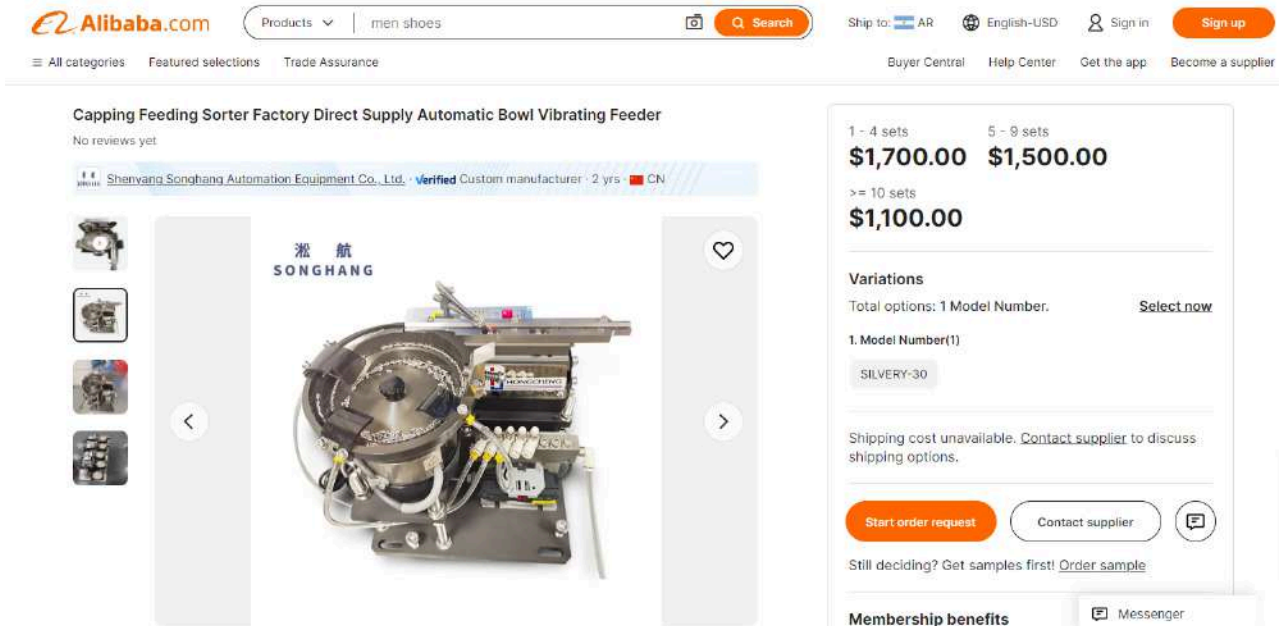 Alibaba.com
Products
men shoes
Search
Ship to: AR
English-USD
Sign in
Sign up
All categories
Featured selections
Trade Assurance
Buyer Central
Help Center
Get the app
Become a supplier
Capping Feeding Sorter Factory Direct Supply Automatic Bowl Vibrating Feeder
No reviews yet
Shenyang Songhang Automation Equipment Co., Ltd. · Verified Custom manufacturer · 2 yrs · CN
淞 航
SONGHANG
HONGCHENG
1 - 4 sets
$1,700.00
5 - 9 sets
$1,500.00
>= 10 sets
$1,100.00
Variations
Total options: 1 Model Number.
Select now
1. Model Number(1)
SILVERY-30
Shipping cost unavailable. Contact supplier to discuss
shipping options.
Start order request
Contact supplier
Still deciding? Get samples first! Order sample
Membership benefits
Messenger